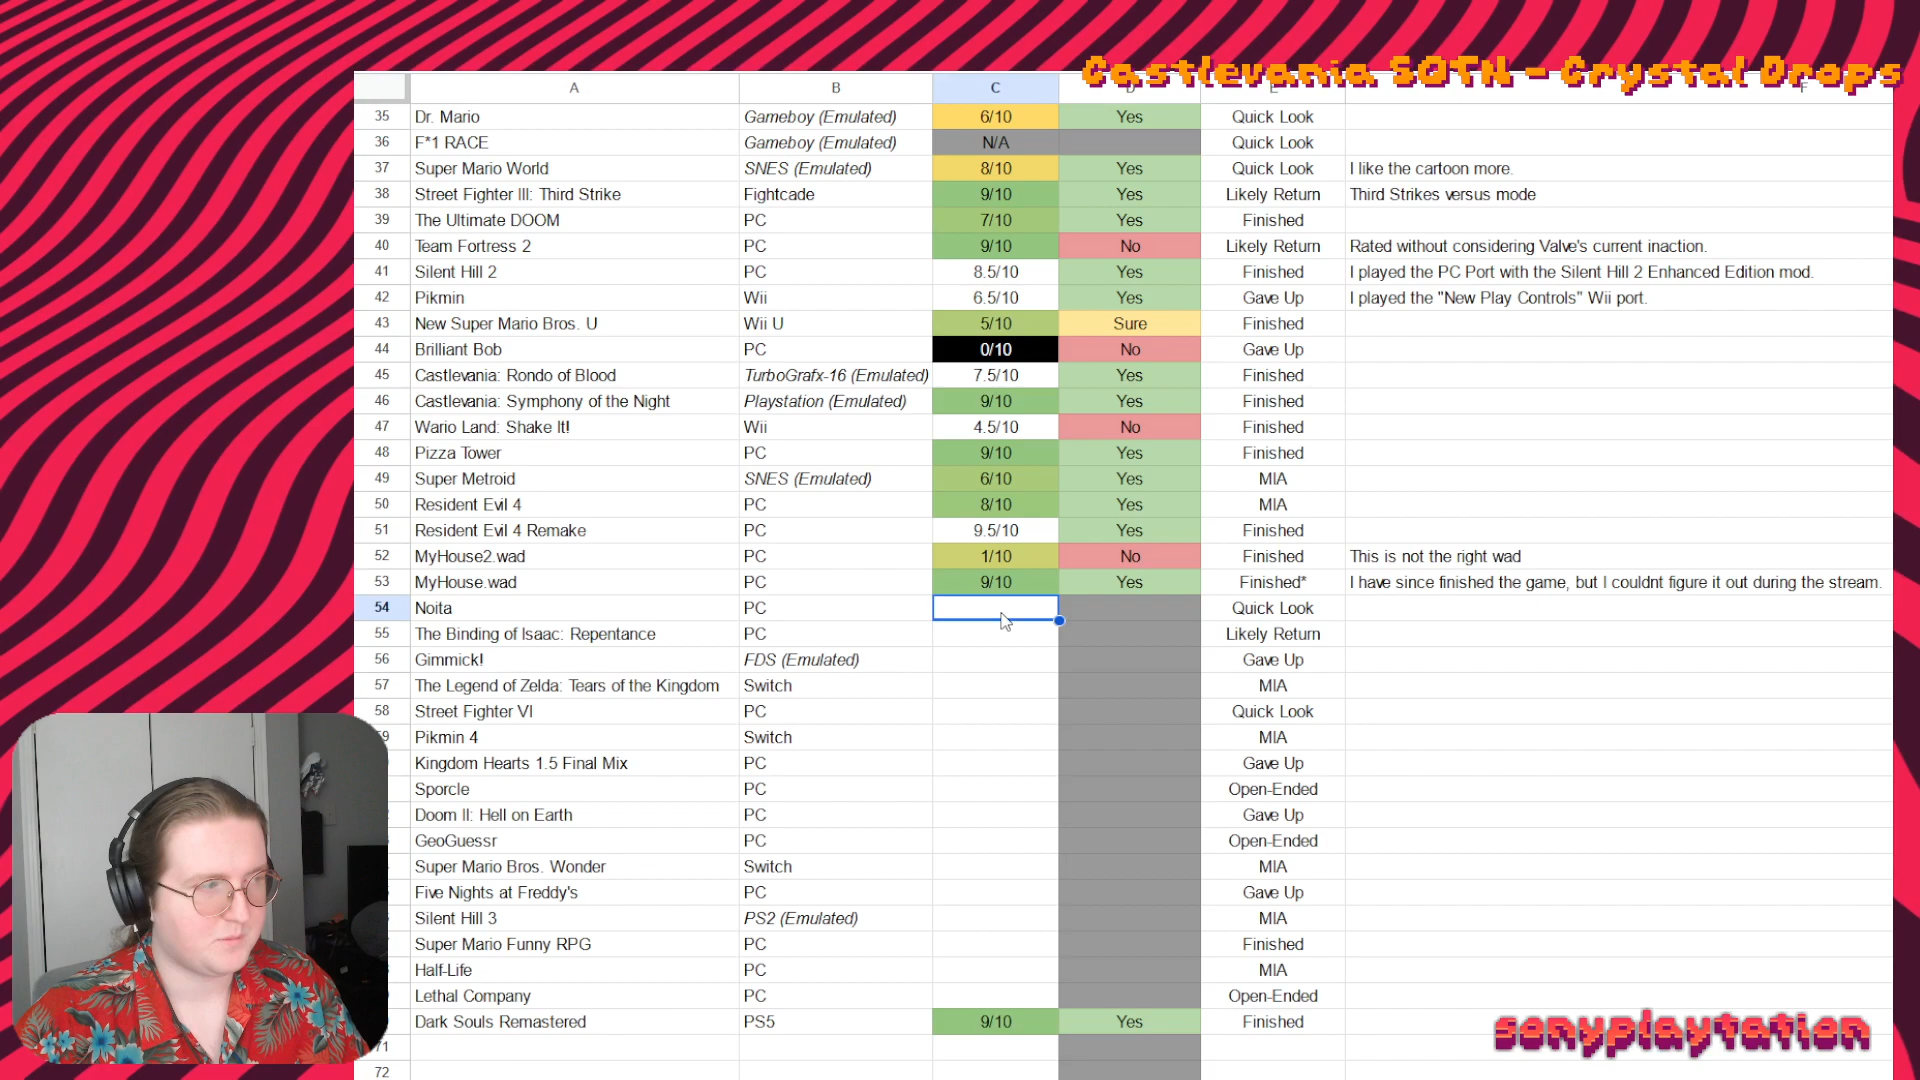 Castlevania SOTN - Crystal Drops
A B C D E F
35 Dr. Mario Gameboy (Emulated) 6/10 Yes Quick Look
36 F*1 RACE Gameboy (Emulated) N/A Quick Look
37 Super Mario World SNES (Emulated) 8/10 Yes Quick Look I like the cartoon more.
38 Street Fighter III: Third Strike Fightcade 9/10 Yes Likely Return Third Strikes versus mode
39 The Ultimate DOOM PC 7/10 Yes Finished
40 Team Fortress 2 PC 9/10 No Likely Return Rated without considering Valve's current inaction.
41 Silent Hill 2 PC 8.5/10 Yes Finished I played the PC Port with the Silent Hill 2 Enhanced Edition mod.
42 Pikmin Wii 6.5/10 Yes Gave Up I played the "New Play Controls" Wii port.
43 New Super Mario Bros. U Wii U 5/10 Sure Finished
44 Brilliant Bob PC 0/10 No Gave Up
45 Castlevania: Rondo of Blood TurboGrafx-16 (Emulated) 7.5/10 Yes Finished
46 Castlevania: Symphony of the Night Playstation (Emulated) 9/10 Yes Finished
47 Wario Land: Shake It! Wii 4.5/10 No Finished
48 Pizza Tower PC 9/10 Yes Finished
49 Super Metroid SNES (Emulated) 6/10 Yes MIA
50 Resident Evil 4 PC 8/10 Yes MIA
51 Resident Evil 4 Remake PC 9.5/10 Yes Finished
52 MyHouse2.wad PC 1/10 No Finished This is not the right wad
53 MyHouse.wad PC 9/10 Yes Finished* I have since finished the game, but I couldnt figure it out during the stream.
54 Noita PC Quick Look
55 The Binding of Isaac: Repentance PC Likely Return
56 Gimmick! FDS (Emulated) Gave Up
57 The Legend of Zelda: Tears of the Kingdom Switch MIA
58 Street Fighter VI PC Quick Look
9 Pikmin 4 Switch MIA
Kingdom Hearts 1.5 Final Mix PC Gave Up
Sporcle PC Open-Ended
Doom II: Hell on Earth PC Gave Up
GeoGuessr PC Open-Ended
Super Mario Bros. Wonder Switch MIA
Five Nights at Freddy's PC Gave Up
Silent Hill 3 PS2 (Emulated) MIA
Super Mario Funny RPG PC Finished
Half-Life PC MIA
Lethal Company PC Open-Ended
Dark Souls Remastered PS5 9/10 Yes Finished
71
72
sonyplaytation